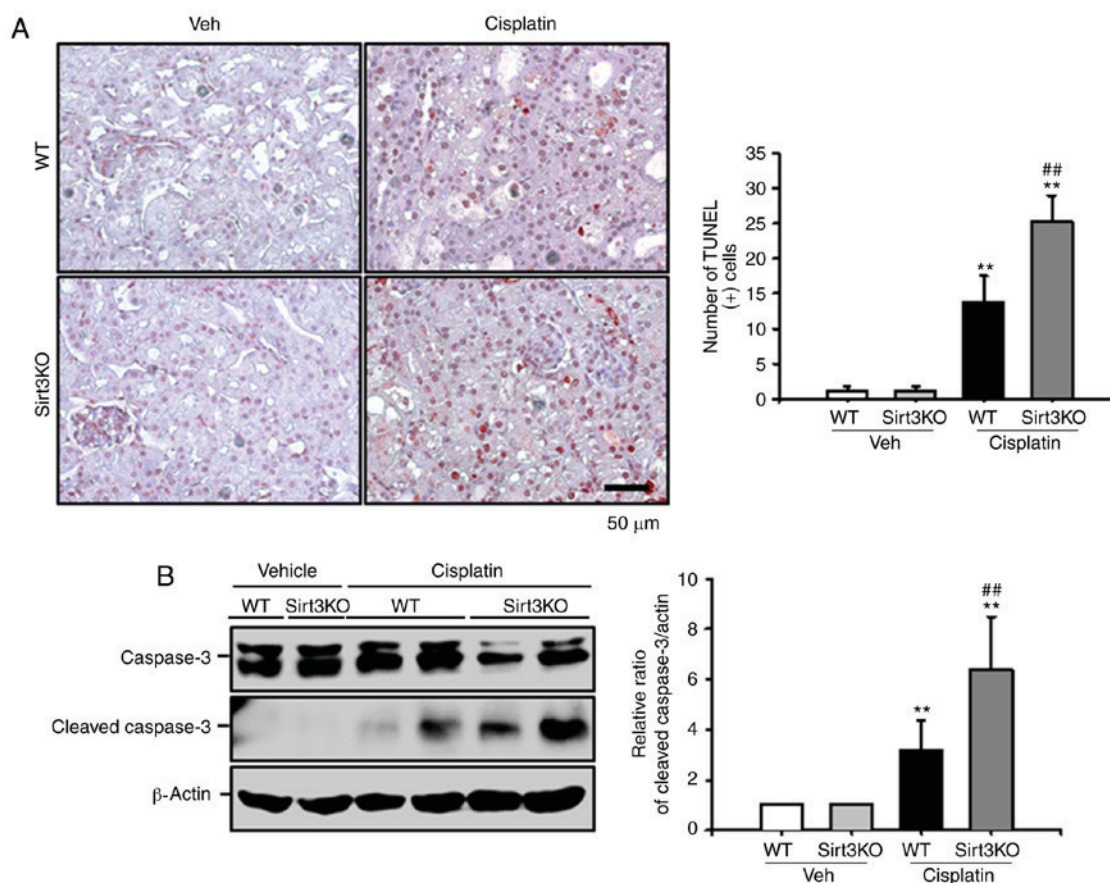 A
Veh
Cisplatin
WT
Sirt3KO
50 µm
Number of TUNEL
(+) cells
35
30
25
20
15
10
5
0
**
##
**
WT
Sirt3KO
WT
Sirt3KO
Veh
Cisplatin
B
Vehicle
Cisplatin
WT
Sirt3KO
WT
Sirt3KO
Caspase-3
Cleaved caspase-3
β-Actin
Relative ratio
of cleaved caspase-3/actin
10
8
6
4
2
0
**
##
**
WT
Sirt3KO
WT
Sirt3KO
Veh
Cisplatin